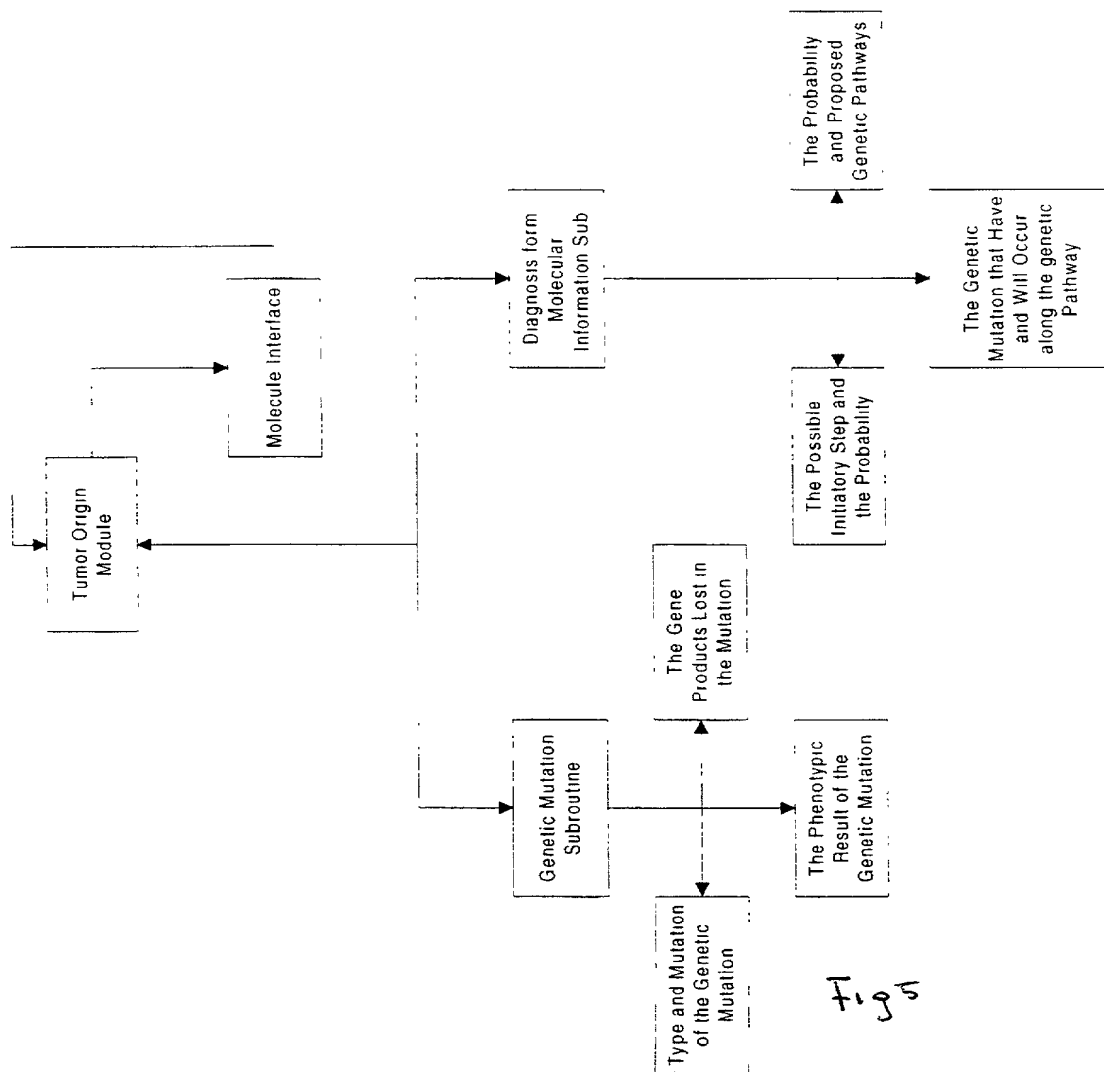 Tumor Origin
Module
Molecule Interface
Genetic Mutation
Subroutine
Diagnosis form
Molecular
Information Sub
Type and Mutation
of the Genetic
Mutation
The Gene
Products Lost in
the Mutation
The Phenotypic
Result of the
Genetic Mutation
The Possible
Initiatory Step and
the Probability
The Probability
and Proposed
Genetic Pathways
The Genetic
Mutation that Have
and Will Occur
along the genetic
Pathway
Fig 5